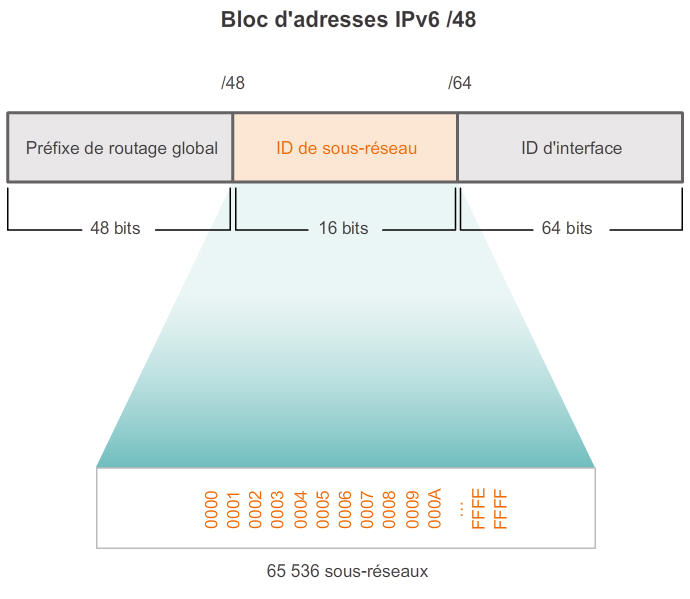 Bloc d'adresses IPv6 /48
/48 /64
Préfixe de routage global ID de sous-réseau ID d'interface
48 bits 16 bits 64 bits
0000
0001
0002
0003
0004
0005
0006
0007
0008
0009
000A
...
FFFE
FFFF
65 536 sous-réseaux